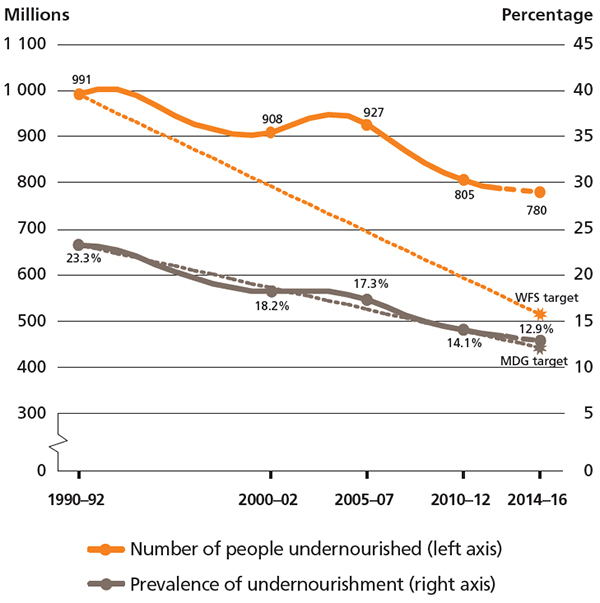 Millions Percentage
1 100 45
1 000 40
900 35
800 30
700 25
600 20
500 15
400 10
300 5
0 0
991
908
927
805
780
WFS target
23.3%
18.2%
17.3%
14.1%
12.9%
MDG target
1990–92 2000–02 2005–07 2010–12 2014–16
Number of people undernourished (left axis)
Prevalence of undernourishment (right axis)